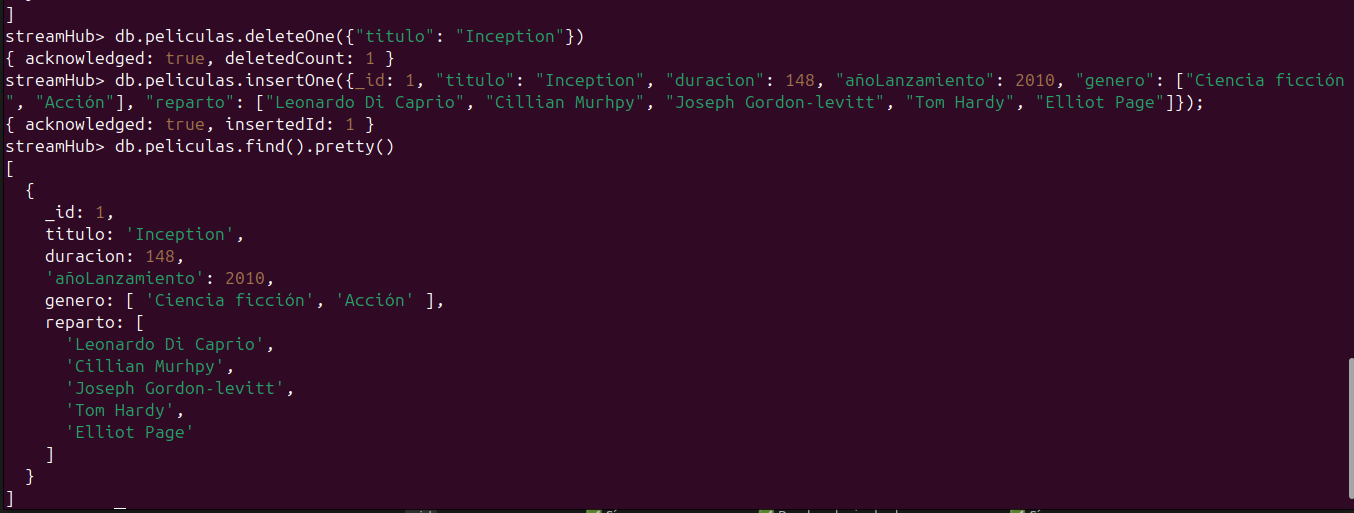 ]
streamHub> db.peliculas.deleteOne({"titulo": "Inception"})
{ acknowledged: true, deletedCount: 1 }
streamHub> db.peliculas.insertOne({_id: 1, "titulo": "Inception", "duracion": 148, "añoLanzamiento": 2010, "genero": ["Ciencia ficción
", "Acción"], "reparto": ["Leonardo Di Caprio", "Cillian Murhpy", "Joseph Gordon-levitt", "Tom Hardy", "Elliot Page"]});
{ acknowledged: true, insertedId: 1 }
streamHub> db.peliculas.find().pretty()
[
  {
    _id: 1,
    titulo: 'Inception',
    duracion: 148,
    'añoLanzamiento': 2010,
    genero: [ 'Ciencia ficción', 'Acción' ],
    reparto: [
      'Leonardo Di Caprio',
      'Cillian Murhpy',
      'Joseph Gordon-levitt',
      'Tom Hardy',
      'Elliot Page'
    ]
  }
]